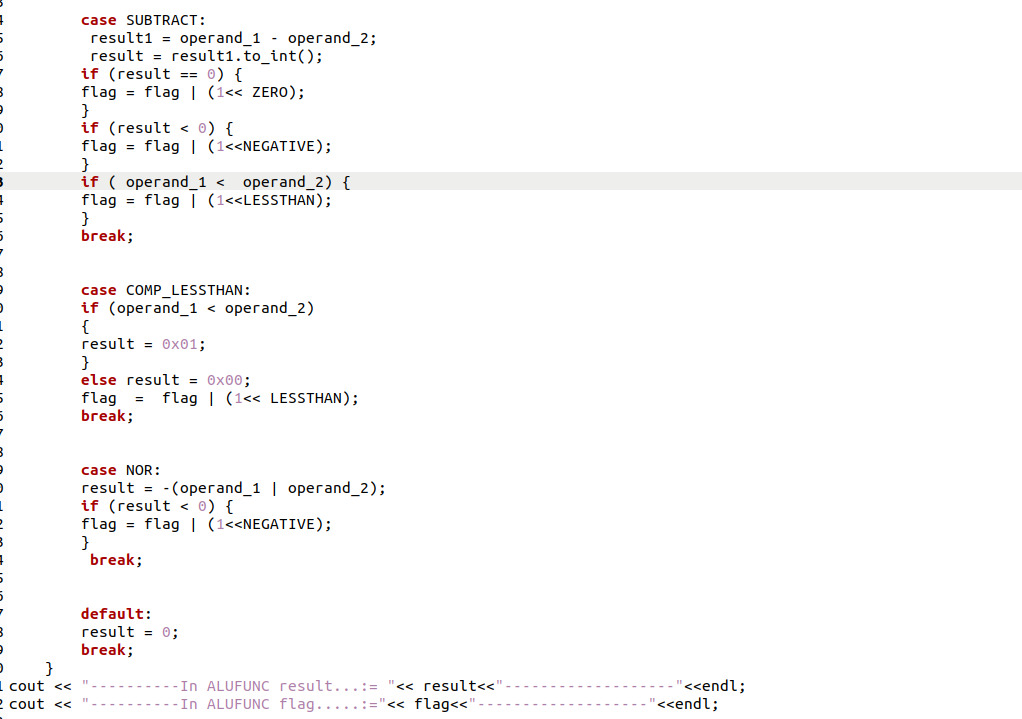 case SUBTRACT:
result1 = operand_1 - operand_2;
result = result1.to_int();
if (result == 0) {
flag = flag | (1<< ZERO);
}
if (result < 0) {
flag = flag | (1<<NEGATIVE);
}
if ( operand_1 <  operand_2) {
flag = flag | (1<<LESSTHAN);
}
break;
case COMP_LESSTHAN:
if (operand_1 < operand_2)
{
result = 0x01;
}
else result = 0x00;
flag  =  flag | (1<< LESSTHAN);
break;
case NOR:
result = -(operand_1 | operand_2);
if (result < 0) {
flag = flag | (1<<NEGATIVE);
}
break;
default:
result = 0;
break;
}
cout << "----------In ALUFUNC result...:= "<< result<<"-------------------"<<endl;
cout << "----------In ALUFUNC flag.....:="<< flag<<"-------------------"<<endl;